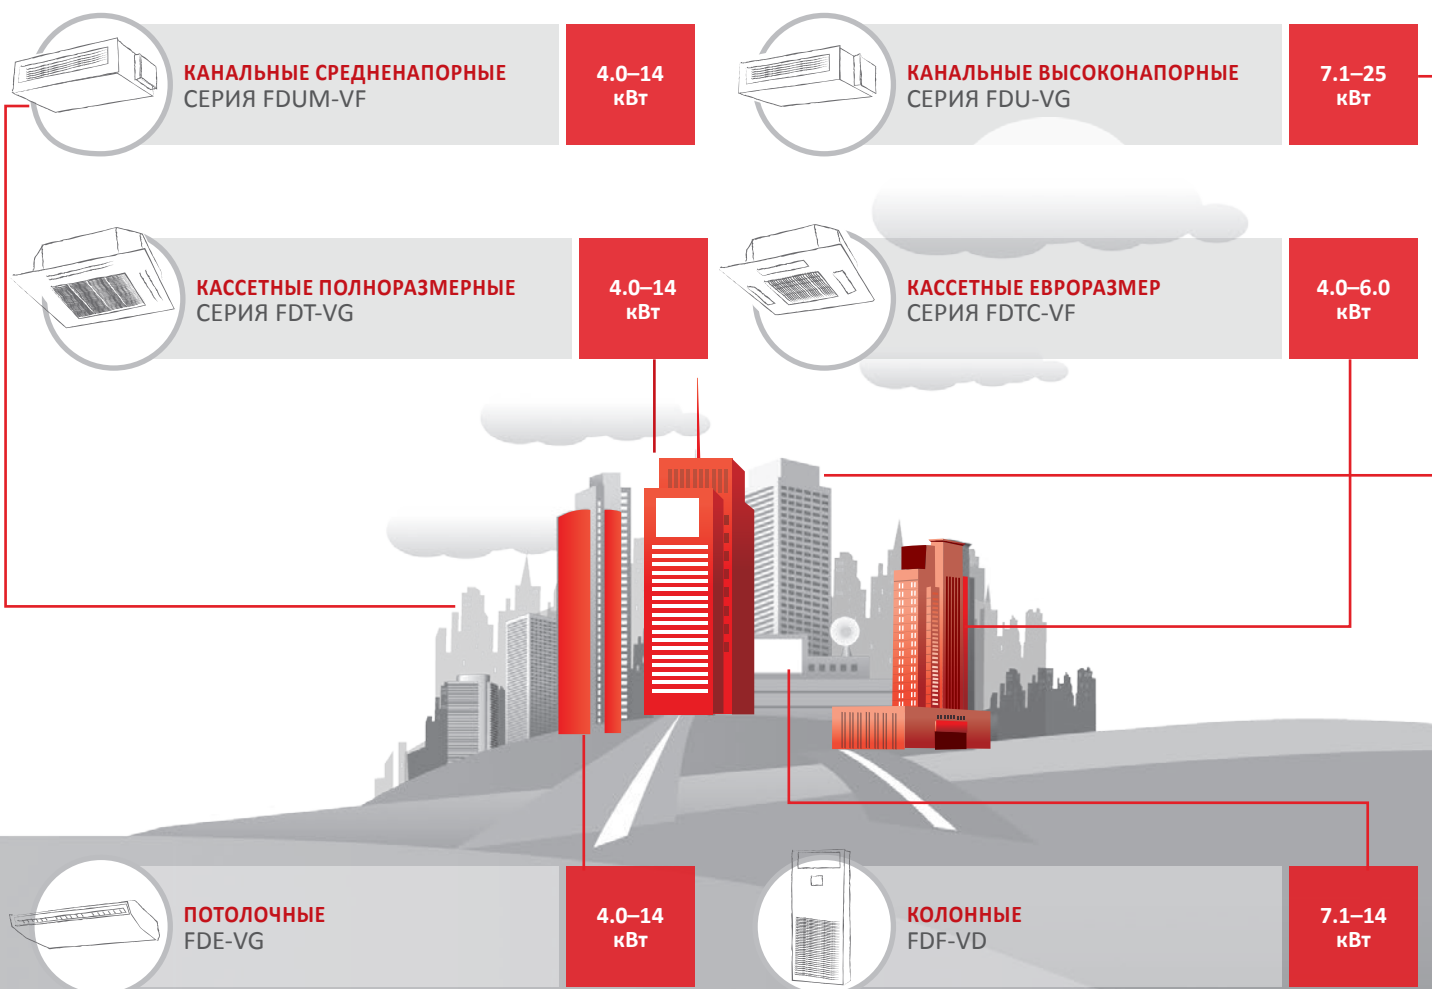 КАНАЛЬНЫЕ СРЕДНЕНАПОРНЫЕ
СЕРИЯ FDUM-VF
4.0–14
кВт
КАНАЛЬНЫЕ ВЫСОКОНАПОРНЫЕ
СЕРИЯ FDU-VG
7.1–25
кВт
КАССЕТНЫЕ ПОЛНОРАЗМЕРНЫЕ
СЕРИЯ FDT-VG
4.0–14
кВт
КАССЕТНЫЕ ЕВРОРАЗМЕР
СЕРИЯ FDTC-VF
4.0–6.0
кВт
ПОТОЛОЧНЫЕ
FDE-VG
4.0–14
кВт
КОЛОННЫЕ
FDF-VD
7.1–14
кВт